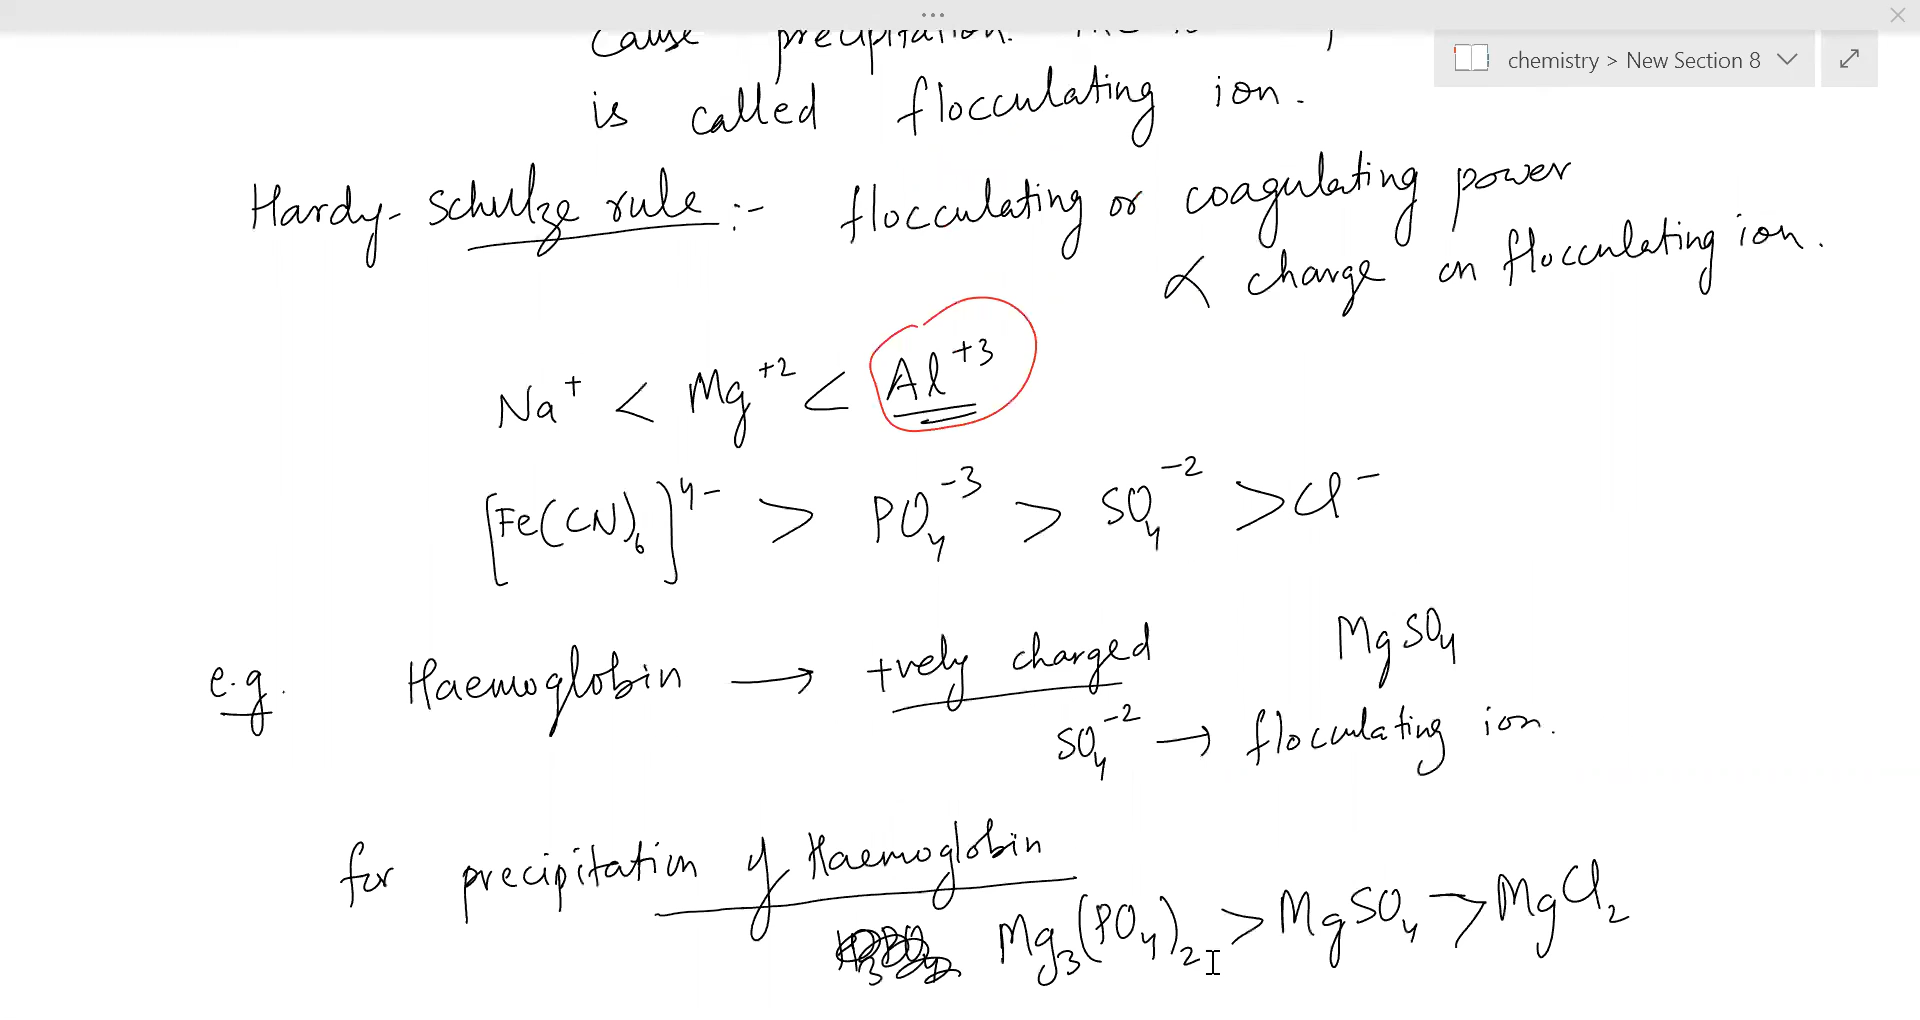 chemistry > New Section 8
cause precipitation.
is called flocculating ion.
Hardy-Schulze rule :- flocculating or coagulating power
∝ charge on flocculating ion.
Na⁺ < Mg⁺² < Al⁺³
[Fe(CN)₆]⁴⁻ > PO₄⁻³ > SO₄⁻² > Cl⁻
e.g. Haemoglobin → +vely charged MgSO₄
SO₄⁻² → flocculating ion.
for precipitation of Haemoglobin
Mg₃(PO₄)₂ > MgSO₄ > MgCl₂